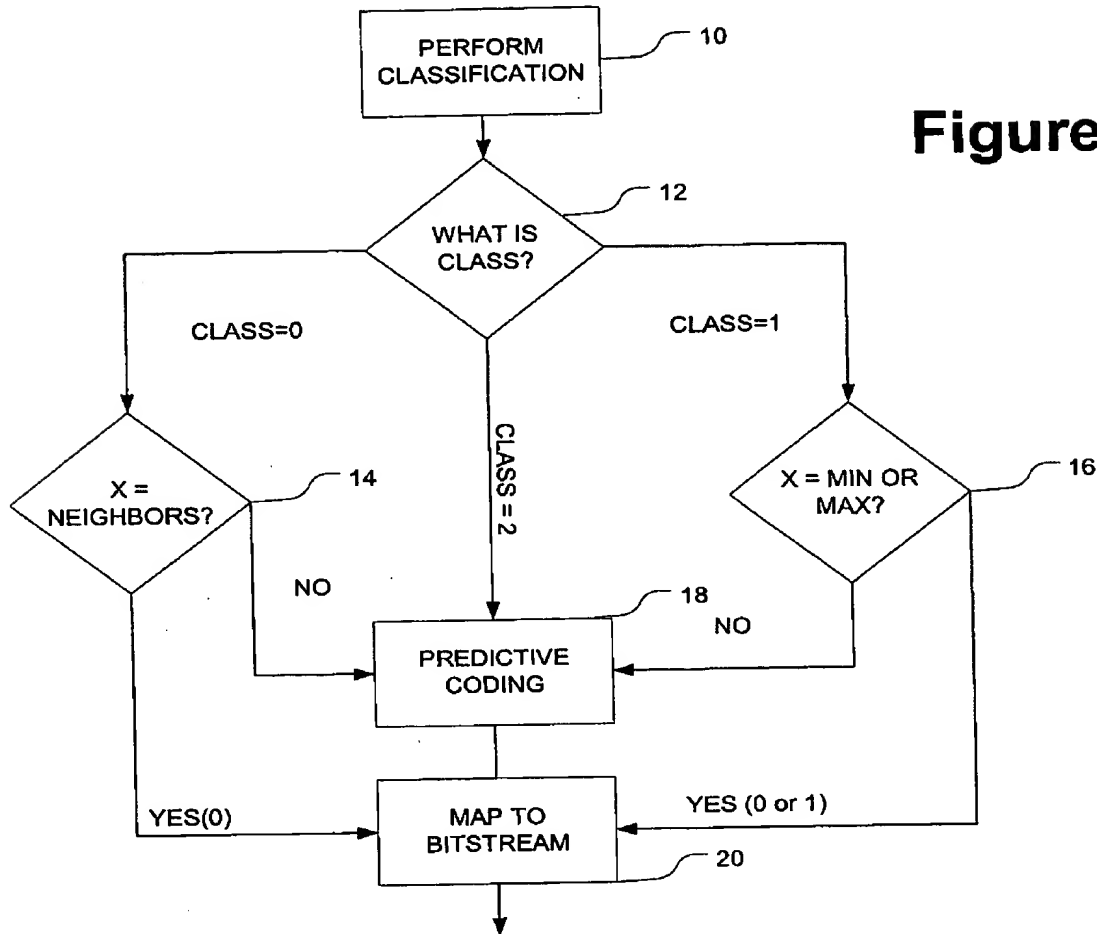 PERFORM
CLASSIFICATION
10
Figure
12
WHAT IS
CLASS?
CLASS=0
CLASS=1
CLASS = 2
X =
NEIGHBORS?
14
X = MIN OR
MAX?
16
NO
18
NO
PREDICTIVE
CODING
YES(0)
MAP TO
BITSTREAM
YES (0 or 1)
20